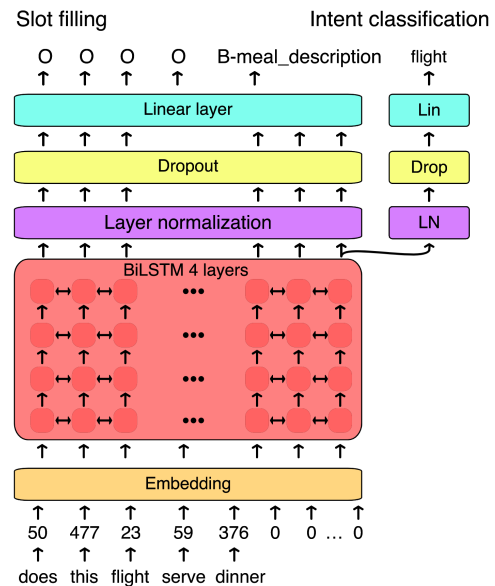 Slot filling Intent classification
O O O O B-meal_description flight
Linear layer Lin
Dropout Drop
Layer normalization LN
BiLSTM 4 layers
•••
•••
•••
•••
Embedding
50 477 23 59 376 0 0 ... 0
does this flight serve dinner